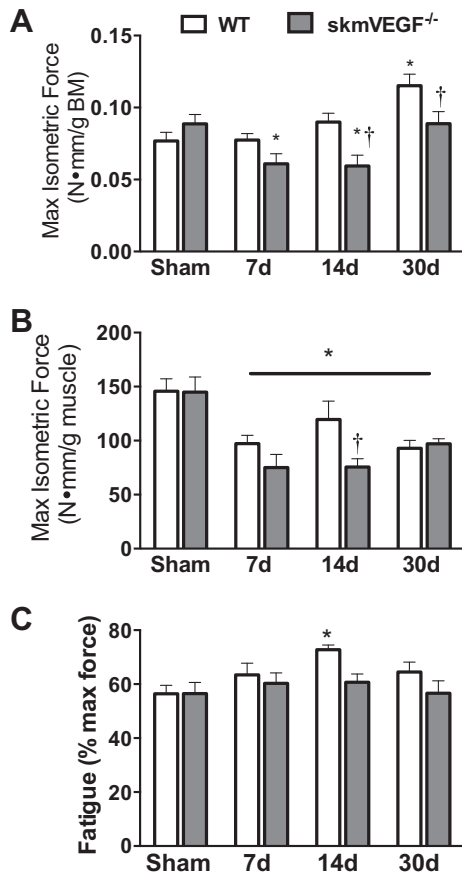 A
WT
skmVEGF-/-
Max Isometric Force
(N•mm/g BM)
0.15
0.10
0.05
0.00
*
* †
*
†
Sham
7d
14d
30d
B
Max Isometric Force
(N•mm/g muscle)
200
150
100
50
0
*
†
Sham
7d
14d
30d
C
Fatigue (% max force)
80
60
40
20
0
*
Sham
7d
14d
30d